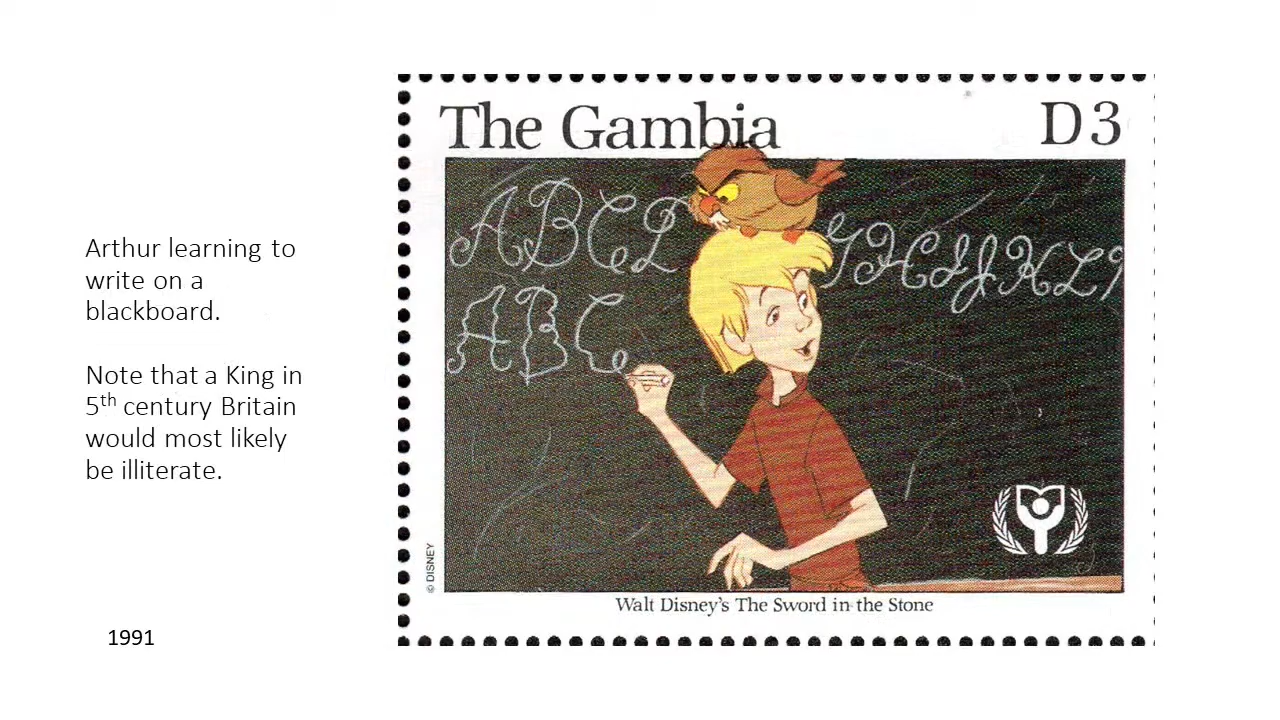 The Gambia D3
ABCD GHIJKL
ABC
Arthur learning to
write on a
blackboard.
Note that a King in
5th century Britain
would most likely
be illiterate.
© DISNEY
Walt Disney's The Sword in the Stone
1991